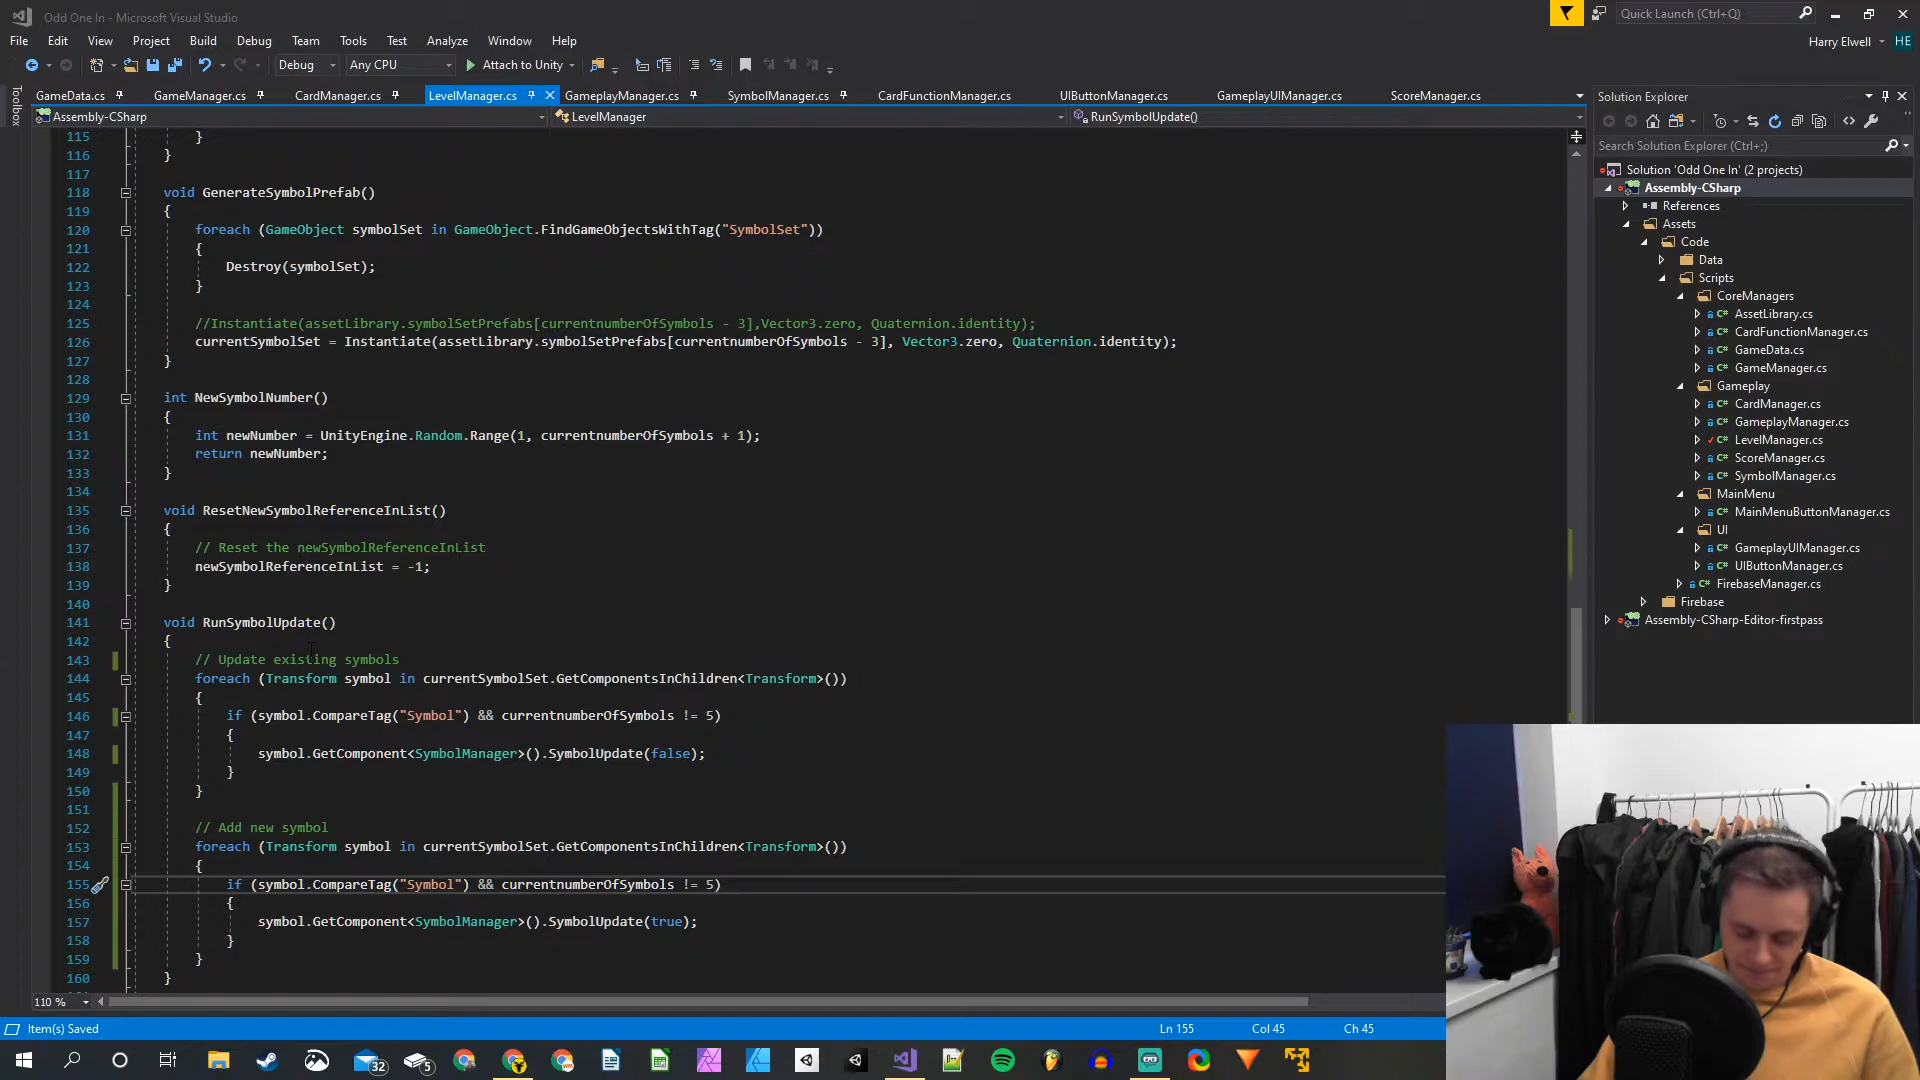 Odd One In - Microsoft Visual Studio
Quick Launch (Ctrl+Q)
File Edit View Project Build Debug Team Tools Test Analyze Window Help
Harry Elwell HE
Debug Any CPU Attach to Unity
Toolbox
GameData.cs GameManager.cs CardManager.cs LevelManager.cs GameplayManager.cs SymbolManager.cs CardFunctionManager.cs UIButtonManager.cs GameplayUIManager.cs ScoreManager.cs
Assembly-CSharp LevelManager RunSymbolUpdate()
115 }
116 }
117
118 void GenerateSymbolPrefab()
119 {
120 foreach (GameObject symbolSet in GameObject.FindGameObjectsWithTag("SymbolSet"))
121 {
122 Destroy(symbolSet);
123 }
124
125 //Instantiate(assetLibrary.symbolSetPrefabs[currentnumberOfSymbols - 3],Vector3.zero, Quaternion.identity);
126 currentSymbolSet = Instantiate(assetLibrary.symbolSetPrefabs[currentnumberOfSymbols - 3], Vector3.zero, Quaternion.identity);
127 }
128
129 int NewSymbolNumber()
130 {
131 int newNumber = UnityEngine.Random.Range(1, currentnumberOfSymbols + 1);
132 return newNumber;
133 }
134
135 void ResetNewSymbolReferenceInList()
136 {
137 // Reset the newSymbolReferenceInList
138 newSymbolReferenceInList = -1;
139 }
140
141 void RunSymbolUpdate()
142 {
143 // Update existing symbols
144 foreach (Transform symbol in currentSymbolSet.GetComponentsInChildren<Transform>())
145 {
146 if (symbol.CompareTag("Symbol") && currentnumberOfSymbols != 5)
147 {
148 symbol.GetComponent<SymbolManager>().SymbolUpdate(false);
149 }
150 }
151
152 // Add new symbol
153 foreach (Transform symbol in currentSymbolSet.GetComponentsInChildren<Transform>())
154 {
155 if (symbol.CompareTag("Symbol") && currentnumberOfSymbols != 5)
156 {
157 symbol.GetComponent<SymbolManager>().SymbolUpdate(true);
158 }
159 }
160 }
110 %
Item(s) Saved Ln 155 Col 45 Ch 45
32 5
Solution Explorer
Search Solution Explorer (Ctrl+;)
Solution 'Odd One In' (2 projects)
Assembly-CSharp
References
Assets
Code
Data
Scripts
CoreManagers
AssetLibrary.cs
CardFunctionManager.cs
GameData.cs
GameManager.cs
Gameplay
CardManager.cs
GameplayManager.cs
LevelManager.cs
ScoreManager.cs
SymbolManager.cs
MainMenu
MainMenuButtonManager.cs
UI
GameplayUIManager.cs
UIButtonManager.cs
FirebaseManager.cs
Firebase
Assembly-CSharp-Editor-firstpass